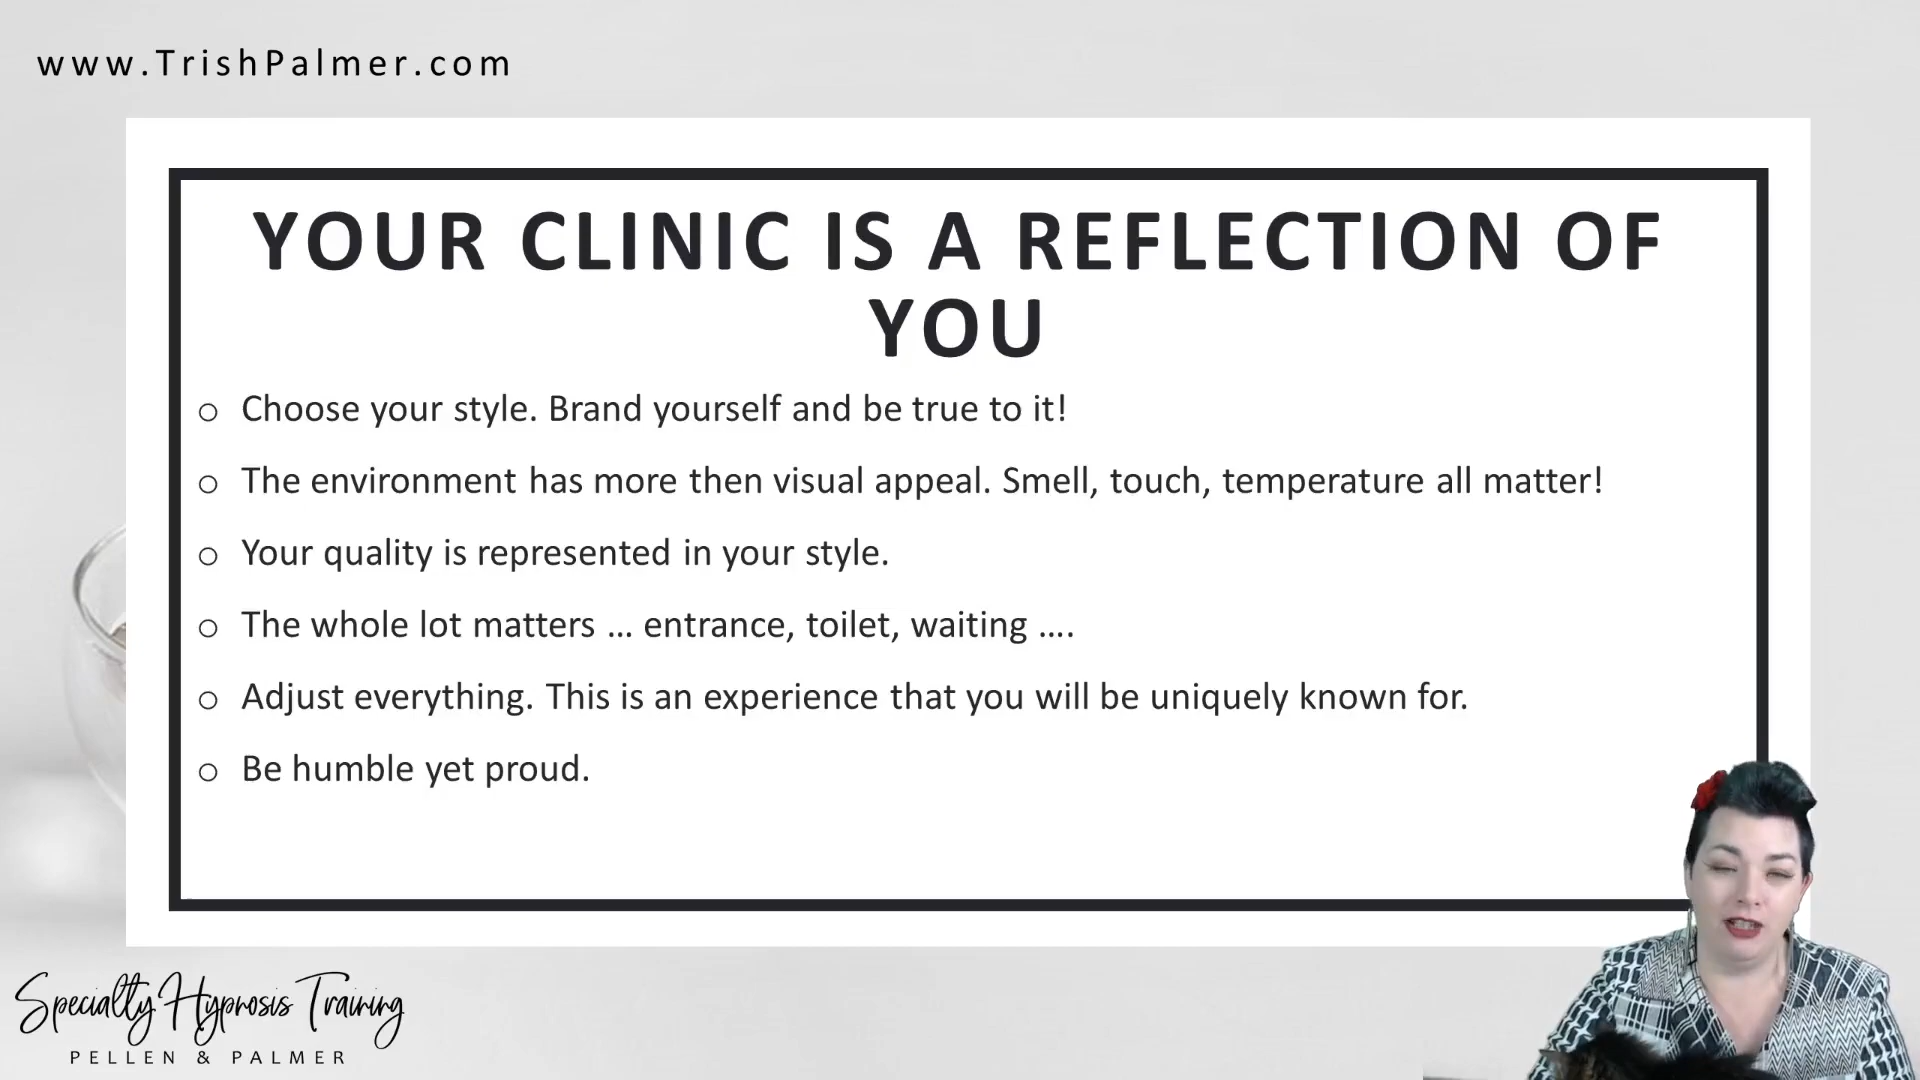 www.TrishPalmer.com
YOUR CLINIC IS A REFLECTION OF
YOU
o Choose your style. Brand yourself and be true to it!
o The environment has more then visual appeal. Smell, touch, temperature all matter!
o Your quality is represented in your style.
o The whole lot matters ... entrance, toilet, waiting ....
o Adjust everything. This is an experience that you will be uniquely known for.
o Be humble yet proud.
Specialty Hypnosis Training
PELLEN & PALMER